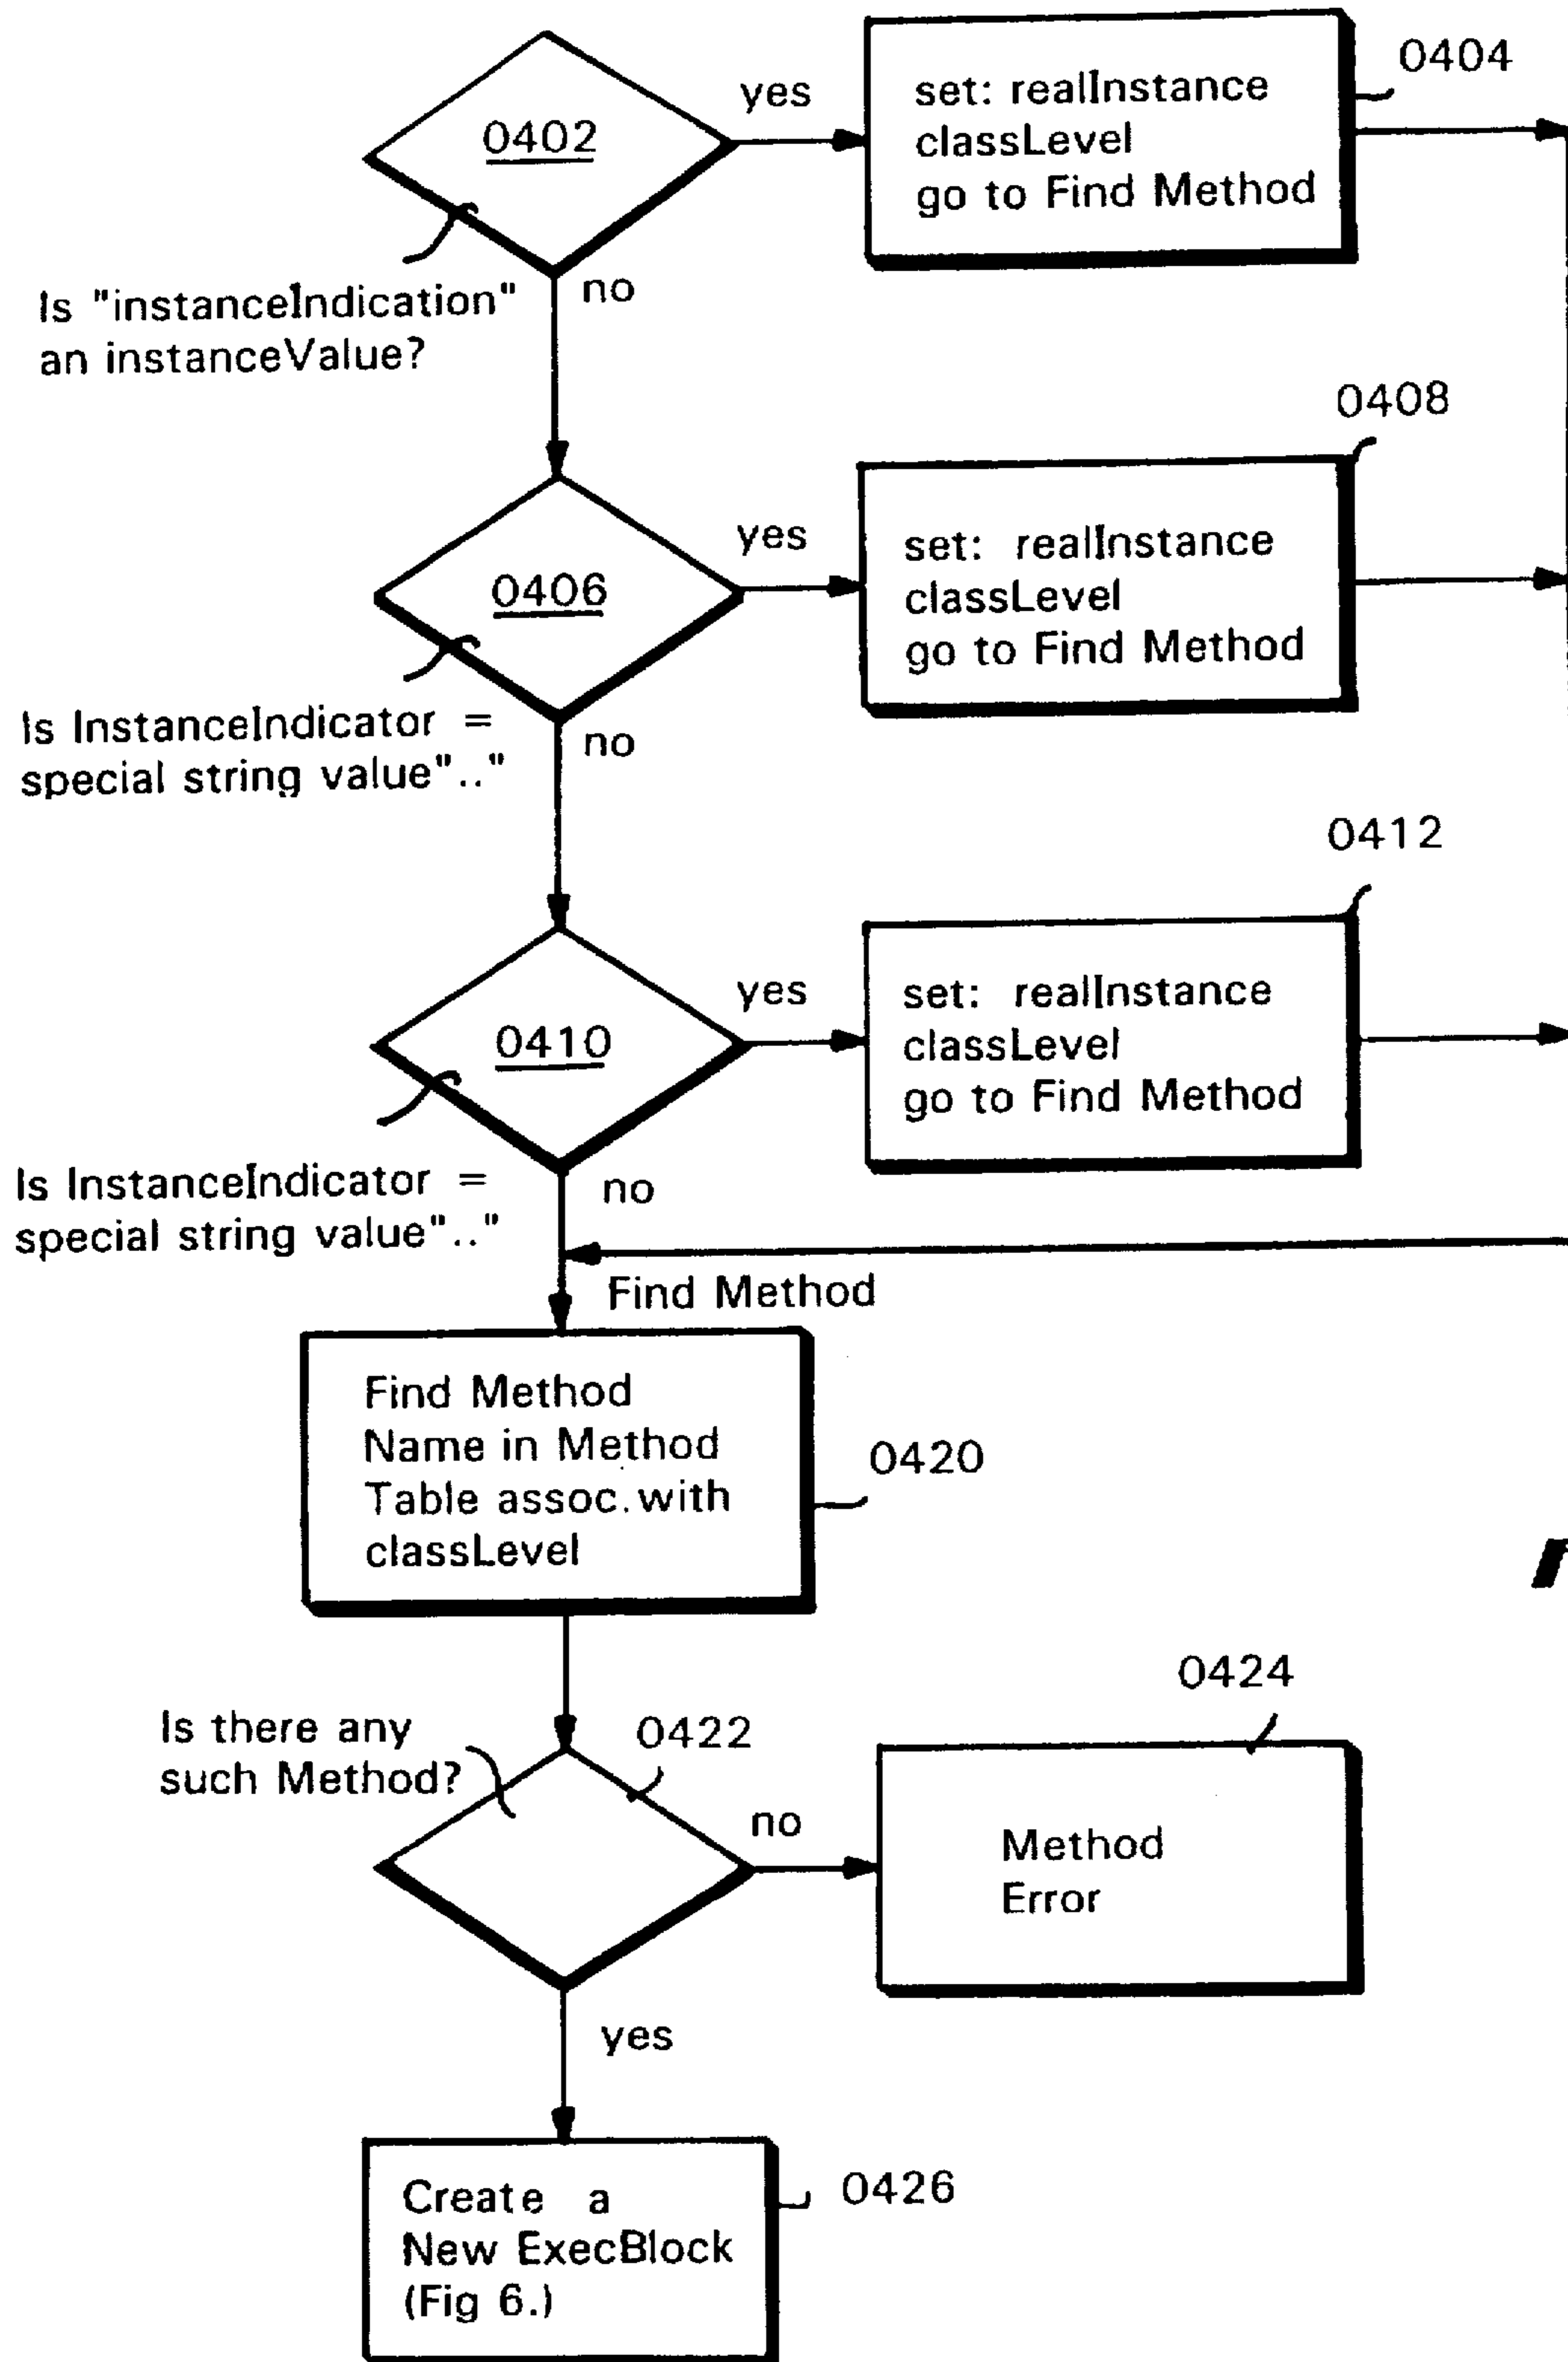 0402
yes
set: realInstance
classLevel
go to Find Method
0404
Is "instanceIndication"
an instanceValue?
no
0408
0406
yes
set: realInstance
classLevel
go to Find Method
Is InstanceIndicator =
special string value".."
no
0412
0410
yes
set: realInstance
classLevel
go to Find Method
Is InstanceIndicator =
special string value".."
no
Find Method
Find Method
Name in Method
Table assoc. with
classLevel
0420
Is there any
such Method?
0422
no
0424
Method
Error
yes
Create a
New ExecBlock
(Fig 6.)
0426